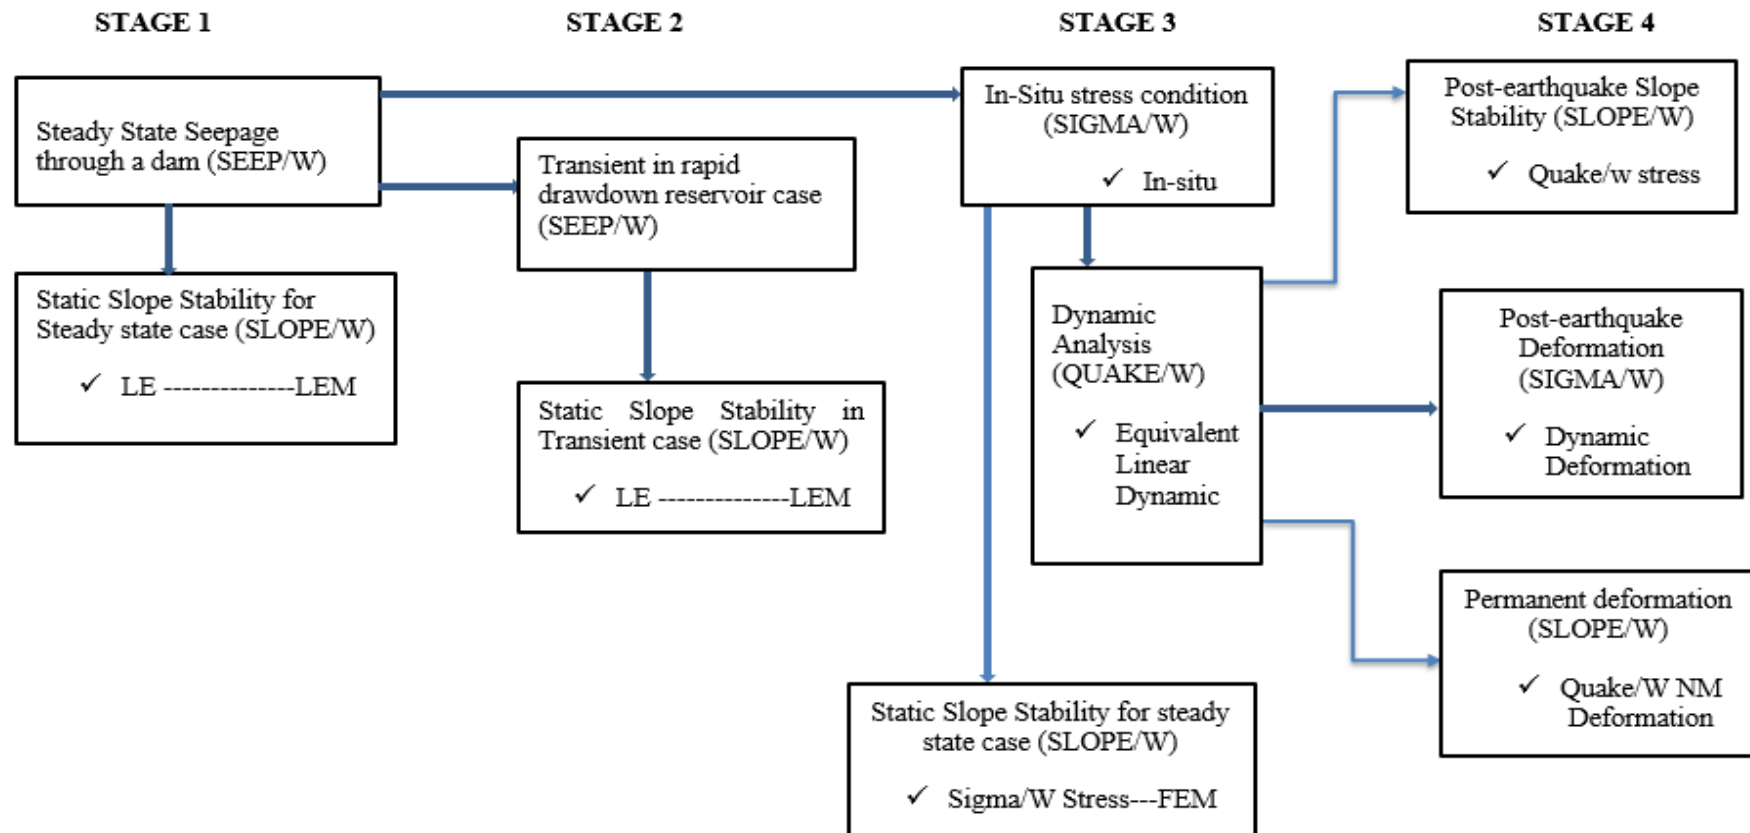 STAGE 1
STAGE 2
STAGE 3
STAGE 4
Steady State Seepage
through a dam (SEEP/W)
Static Slope Stability for
Steady state case (SLOPE/W)
✓ LE --------------LEM
Transient in rapid
drawdown reservoir case
(SEEP/W)
Static Slope Stability in
Transient case (SLOPE/W)
✓ LE --------------LEM
In-Situ stress condition
(SIGMA/W)
✓ In-situ
Dynamic
Analysis
(QUAKE/W)
✓ Equivalent
Linear
Dynamic
Static Slope Stability for steady
state case (SLOPE/W)
✓ Sigma/W Stress---FEM
Post-earthquake Slope
Stability (SLOPE/W)
✓ Quake/w stress
Post-earthquake
Deformation
(SIGMA/W)
✓ Dynamic
Deformation
Permanent deformation
(SLOPE/W)
✓ Quake/W NM
Deformation